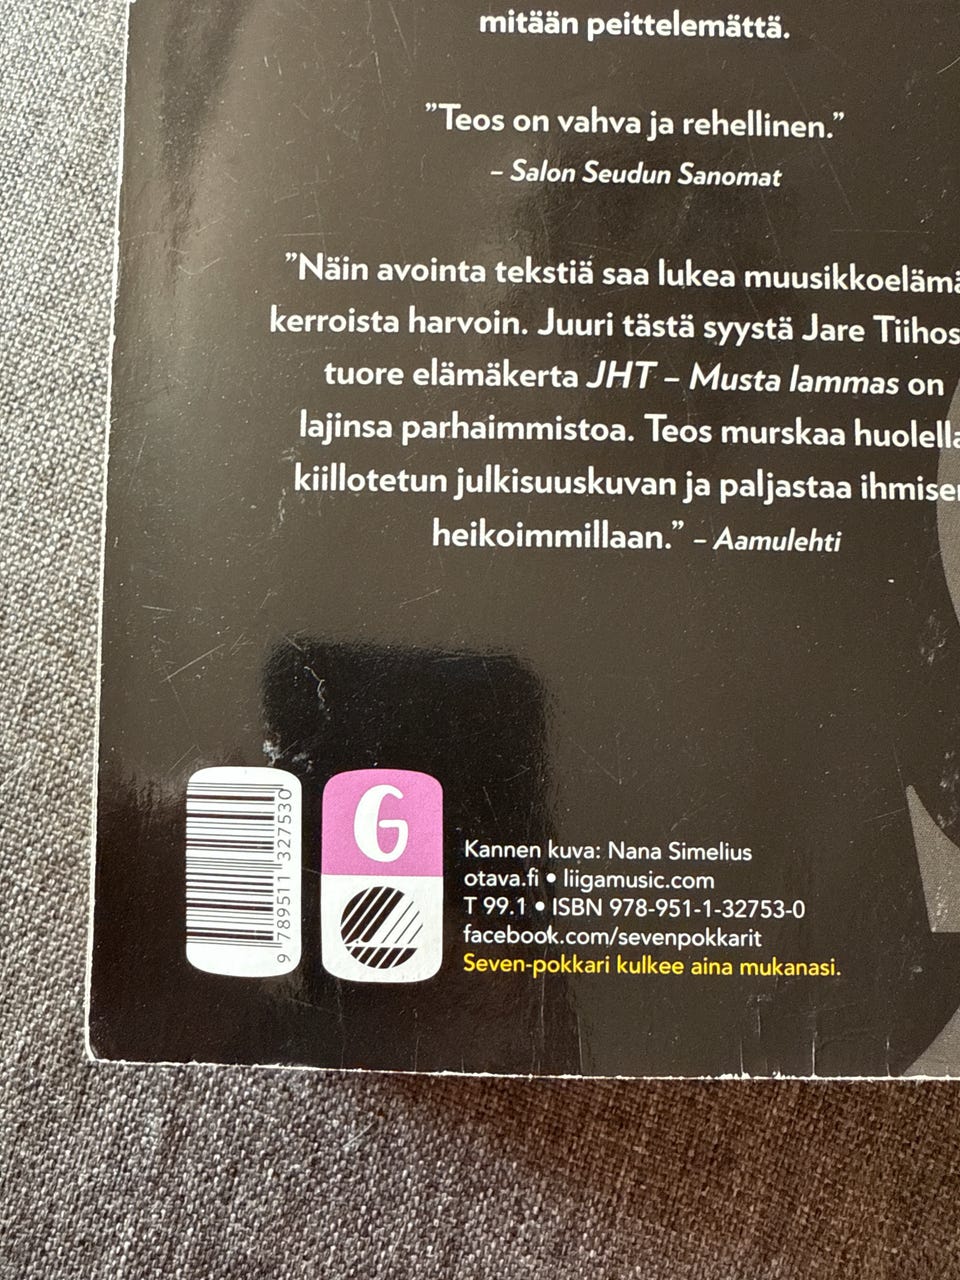 mitään peittelemättä.
”Teos on vahva ja rehellinen.”
– Salon Seudun Sanomat
”Näin avointa tekstiä saa lukea muusikkoelämä
kerroista harvoin. Juuri tästä syystä Jare Tiihos
tuore elämäkerta JHT – Musta lammas on
lajinsa parhaimmistoa. Teos murskaa huolella
kiillotetun julkisuuskuvan ja paljastaa ihmisen
heikoimmillaan.” – Aamulehti
9 789511 327530
G
Kannen kuva: Nana Simelius
otava.fi • liigamusic.com
T 99.1 • ISBN 978-951-1-32753-0
facebook.com/sevenpokkarit
Seven-pokkari kulkee aina mukanasi.